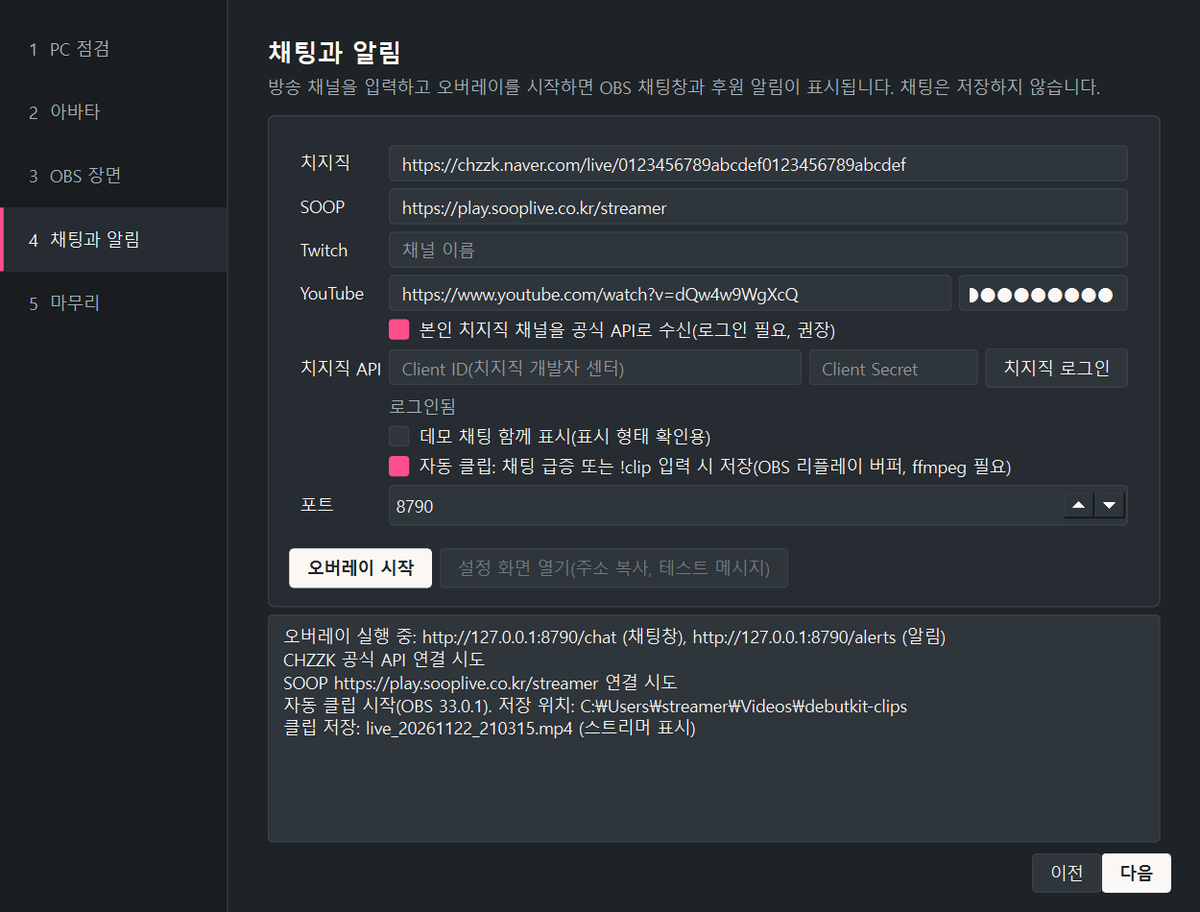 1 PC 점검
2 아바타
3 OBS 장면
4 채팅과 알림
5 마무리
채팅과 알림
방송 채널을 입력하고 오버레이를 시작하면 OBS 채팅창과 후원 알림이 표시됩니다. 채팅은 저장하지 않습니다.
치지직 https://chzzk.naver.com/live/0123456789abcdef0123456789abcdef
SOOP https://play.sooplive.co.kr/streamer
Twitch 채널 이름
YouTube https://www.youtube.com/watch?v=dQw4w9WgXcQ
본인 치지직 채널을 공식 API로 수신(로그인 필요, 권장)
치지직 API Client ID(치지직 개발자 센터) Client Secret 치지직 로그인
로그인됨
데모 채팅 함께 표시(표시 형태 확인용)
자동 클립: 채팅 급증 또는 !clip 입력 시 저장(OBS 리플레이 버퍼, ffmpeg 필요)
포트 8790
오버레이 시작 설정 화면 열기(주소 복사, 테스트 메시지)
오버레이 실행 중: http://127.0.0.1:8790/chat (채팅창), http://127.0.0.1:8790/alerts (알림)
CHZZK 공식 API 연결 시도
SOOP https://play.sooplive.co.kr/streamer 연결 시도
자동 클립 시작(OBS 33.0.1). 저장 위치: C:₩Users₩streamer₩Videos₩debutkit-clips
클립 저장: live_20261122_210315.mp4 (스트리머 표시)
이전 다음